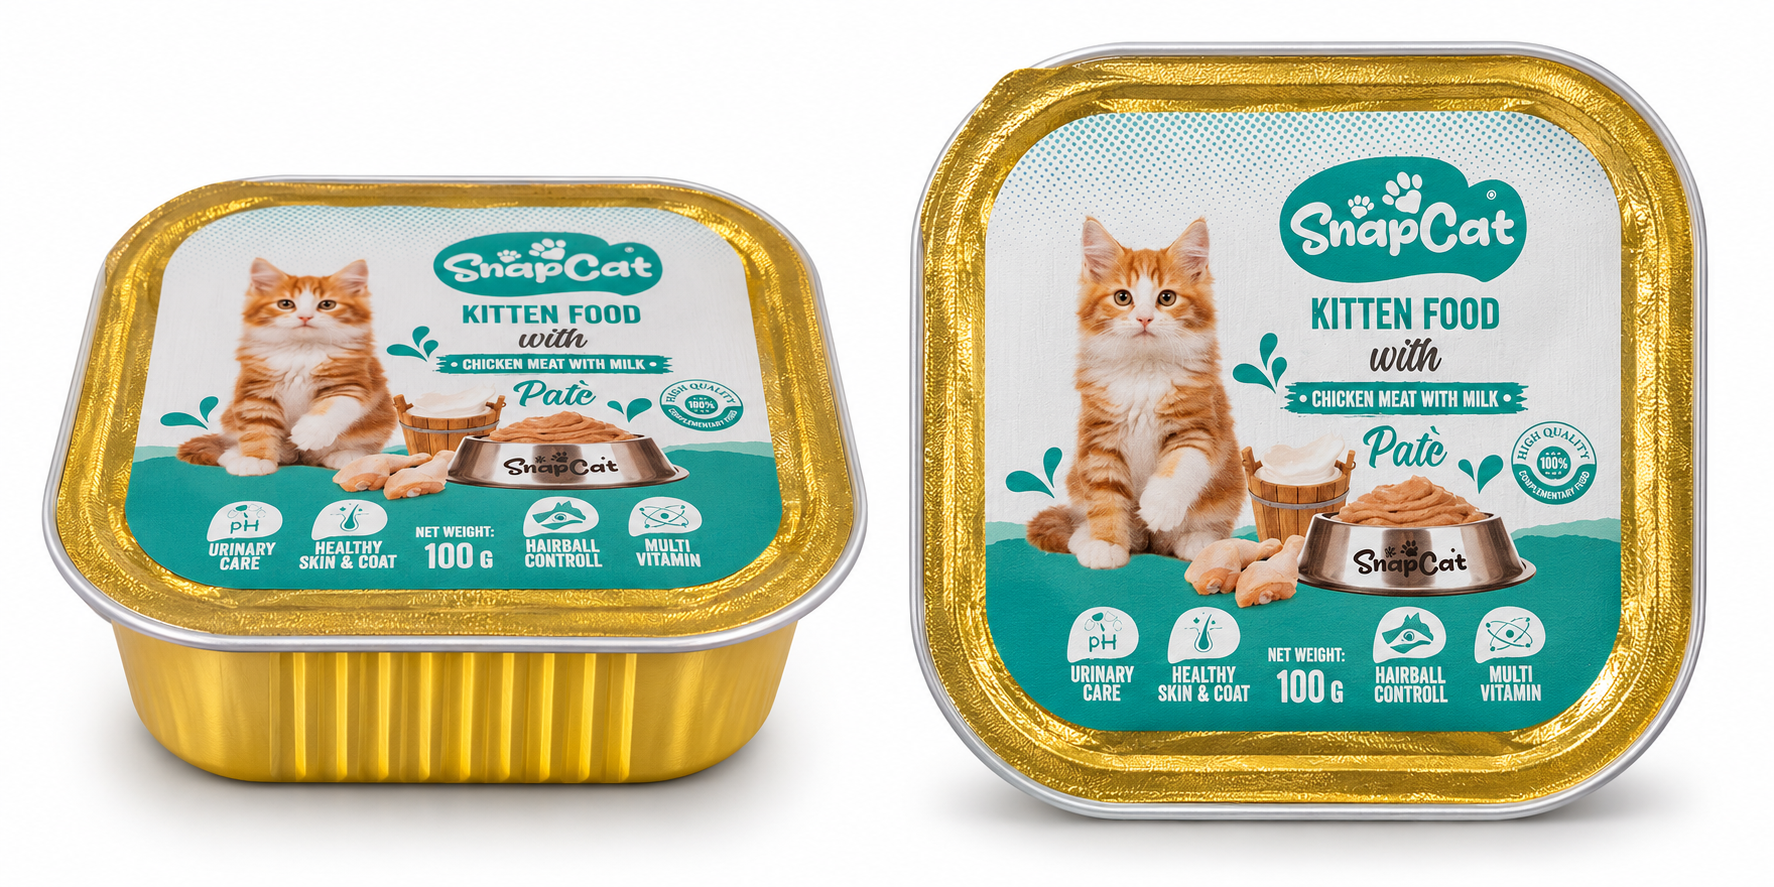 SnapCat ®
KITTEN FOOD
with
• CHICKEN MEAT WITH MILK •
Patè
HIGH QUALITY
100%
COMPLEMENTARY FOOD
SnapCat
pH
URINARY
CARE
HEALTHY
SKIN & COAT
NET WEIGHT:
100 G
HAIRBALL
CONTROLL
MULTI
VITAMIN
SnapCat ®
KITTEN FOOD
with
• CHICKEN MEAT WITH MILK •
Patè
HIGH QUALITY
100%
COMPLEMENTARY FOOD
SnapCat
pH
URINARY
CARE
HEALTHY
SKIN & COAT
NET WEIGHT:
100 G
HAIRBALL
CONTROLL
MULTI
VITAMIN